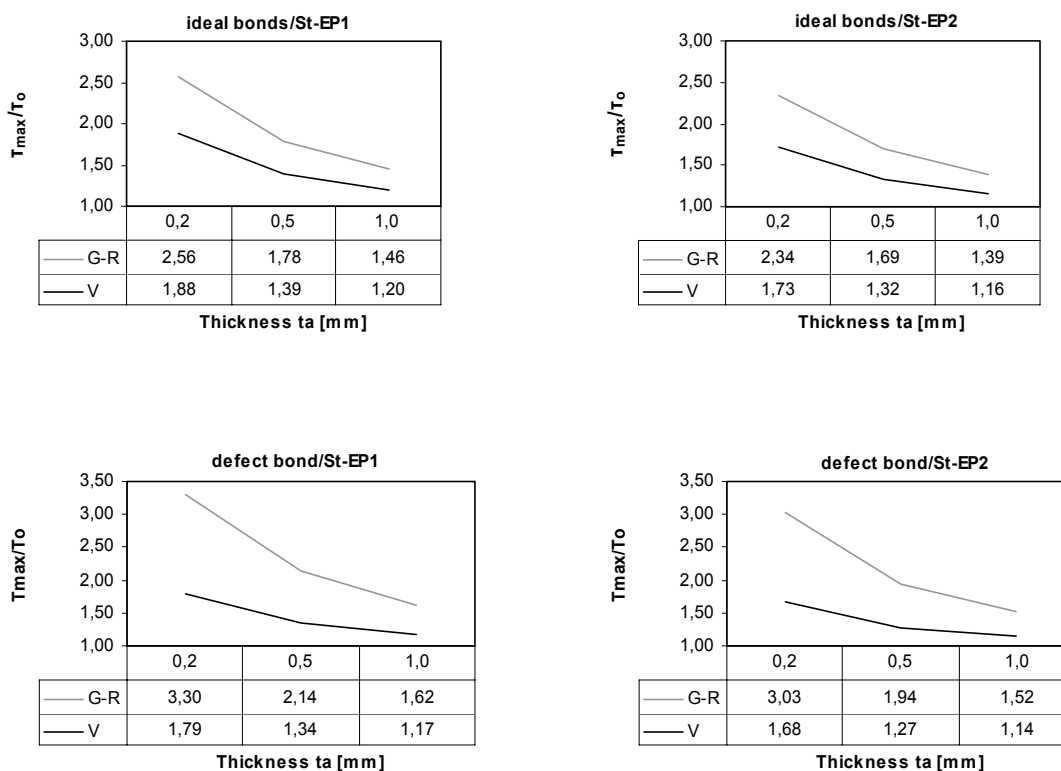 ideal bonds/St-EP1
3,00
2,50
2,00
1,50
1,00
τmax/τo
0,2 0,5 1,0
G-R 2,56 1,78 1,46
V 1,88 1,39 1,20
Thickness ta [mm]
ideal bonds/St-EP2
3,00
2,50
2,00
1,50
1,00
τmax/τo
0,2 0,5 1,0
G-R 2,34 1,69 1,39
V 1,73 1,32 1,16
Thickness ta [mm]
defect bond/St-EP1
3,50
3,00
2,50
2,00
1,50
1,00
Tmax/To
0,2 0,5 1,0
G-R 3,30 2,14 1,62
V 1,79 1,34 1,17
Thickness ta [mm]
defect bond/St-EP2
3,50
3,00
2,50
2,00
1,50
1,00
Tmax/To
0,2 0,5 1,0
G-R 3,03 1,94 1,52
V 1,68 1,27 1,14
Thickness ta [mm]